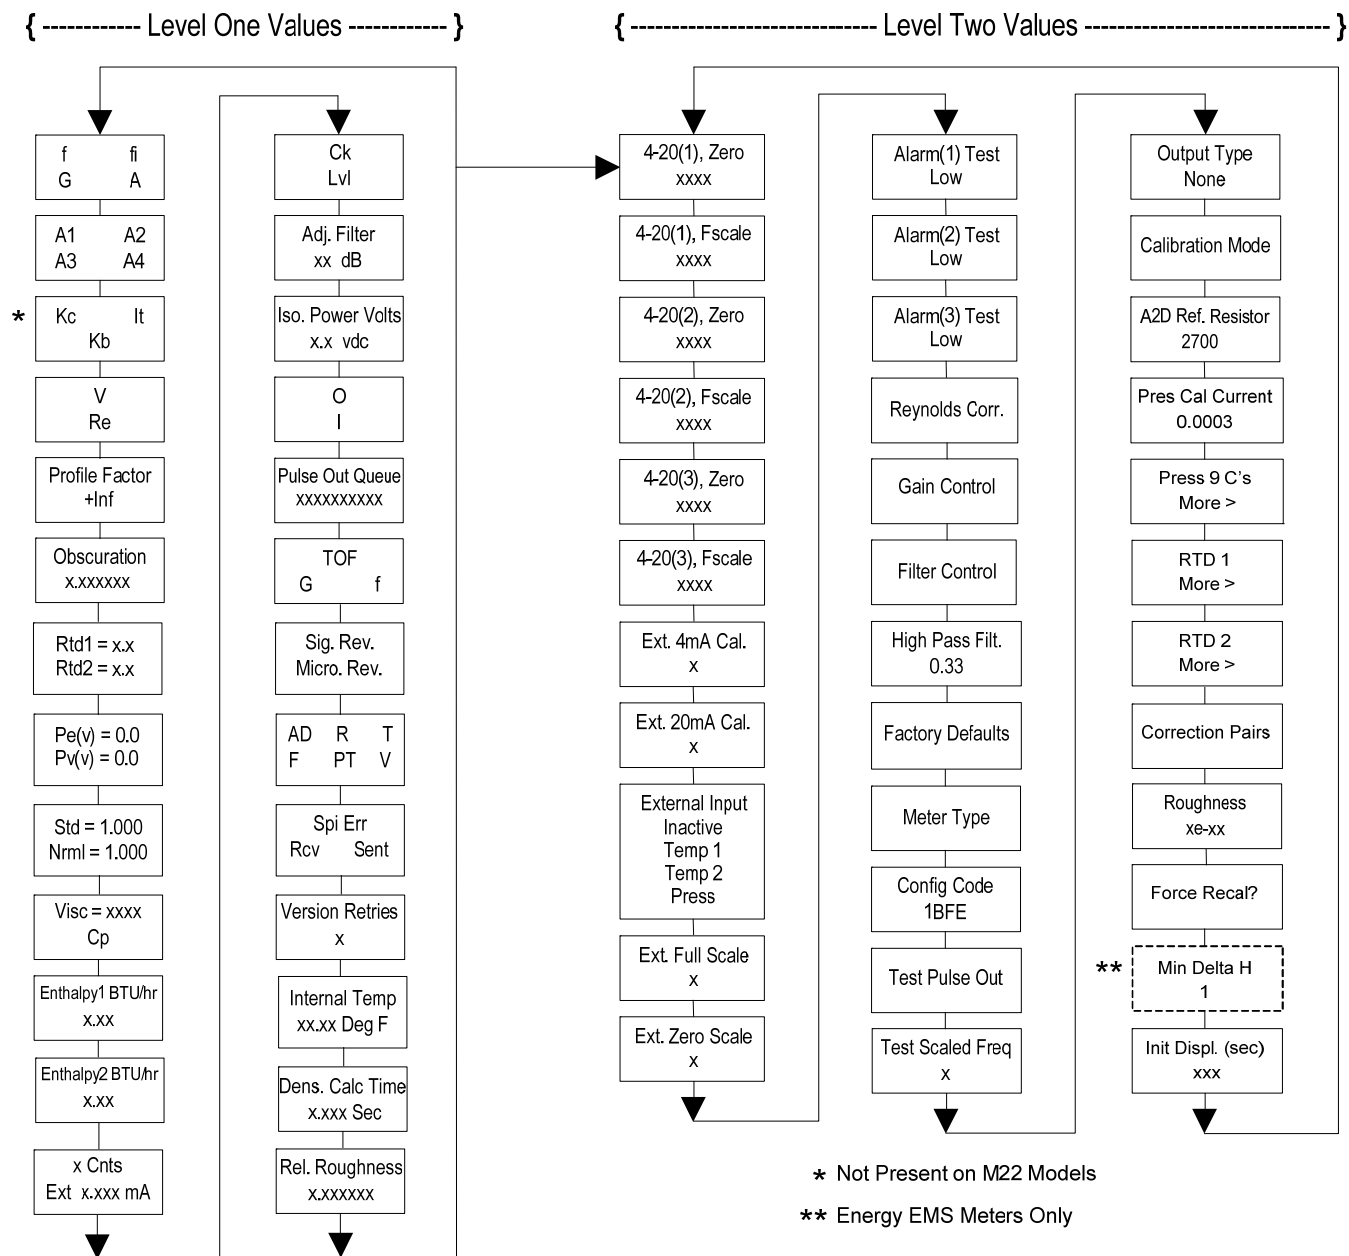 { ------------ Level One Values ------------ }
f fi
G A
A1 A2
A3 A4
* Kc It
Kb
V
Re
Profile Factor
+Inf
Obscuration
x.xxxxxx
Rtd1 = x.x
Rtd2 = x.x
Pe(v) = 0.0
Pv(v) = 0.0
Std = 1.000
Nrml = 1.000
Visc = xxxx
Cp
Enthalpy1 BTU/hr
x.xx
Enthalpy2 BTU/hr
x.xx
x Cnts
Ext x.xxx mA
Ck
Lvl
Adj. Filter
xx dB
Iso. Power Volts
x.x vdc
O
I
Pulse Out Queue
xxxxxxxxxx
TOF
G f
Sig. Rev.
Micro. Rev.
AD R T
F PT V
Spi Err
Rcv Sent
Version Retries
x
Internal Temp
xx.xx Deg F
Dens. Calc Time
x.xxx Sec
Rel. Roughness
x.xxxxxx
{ -------------------------------- Level Two Values -------------------------------- }
4-20(1), Zero
xxxx
4-20(1), Fscale
xxxx
4-20(2), Zero
xxxx
4-20(2), Fscale
xxxx
4-20(3), Zero
xxxx
4-20(3), Fscale
xxxx
Ext. 4mA Cal.
x
Ext. 20mA Cal.
x
External Input
Inactive
Temp 1
Temp 2
Press
Ext. Full Scale
x
Ext. Zero Scale
x
Alarm(1) Test
Low
Alarm(2) Test
Low
Alarm(3) Test
Low
Reynolds Corr.
Gain Control
Filter Control
High Pass Filt.
0.33
Factory Defaults
Meter Type
Config Code
1BFE
Test Pulse Out
Test Scaled Freq
x
Output Type
None
Calibration Mode
A2D Ref. Resistor
2700
Pres Cal Current
0.0003
Press 9 C's
More >
RTD 1
More >
RTD 2
More >
Correction Pairs
Roughness
xe-xx
Force Recal?
** Min Delta H
1
Init Displ. (sec)
xxx
* Not Present on M22 Models
** Energy EMS Meters Only